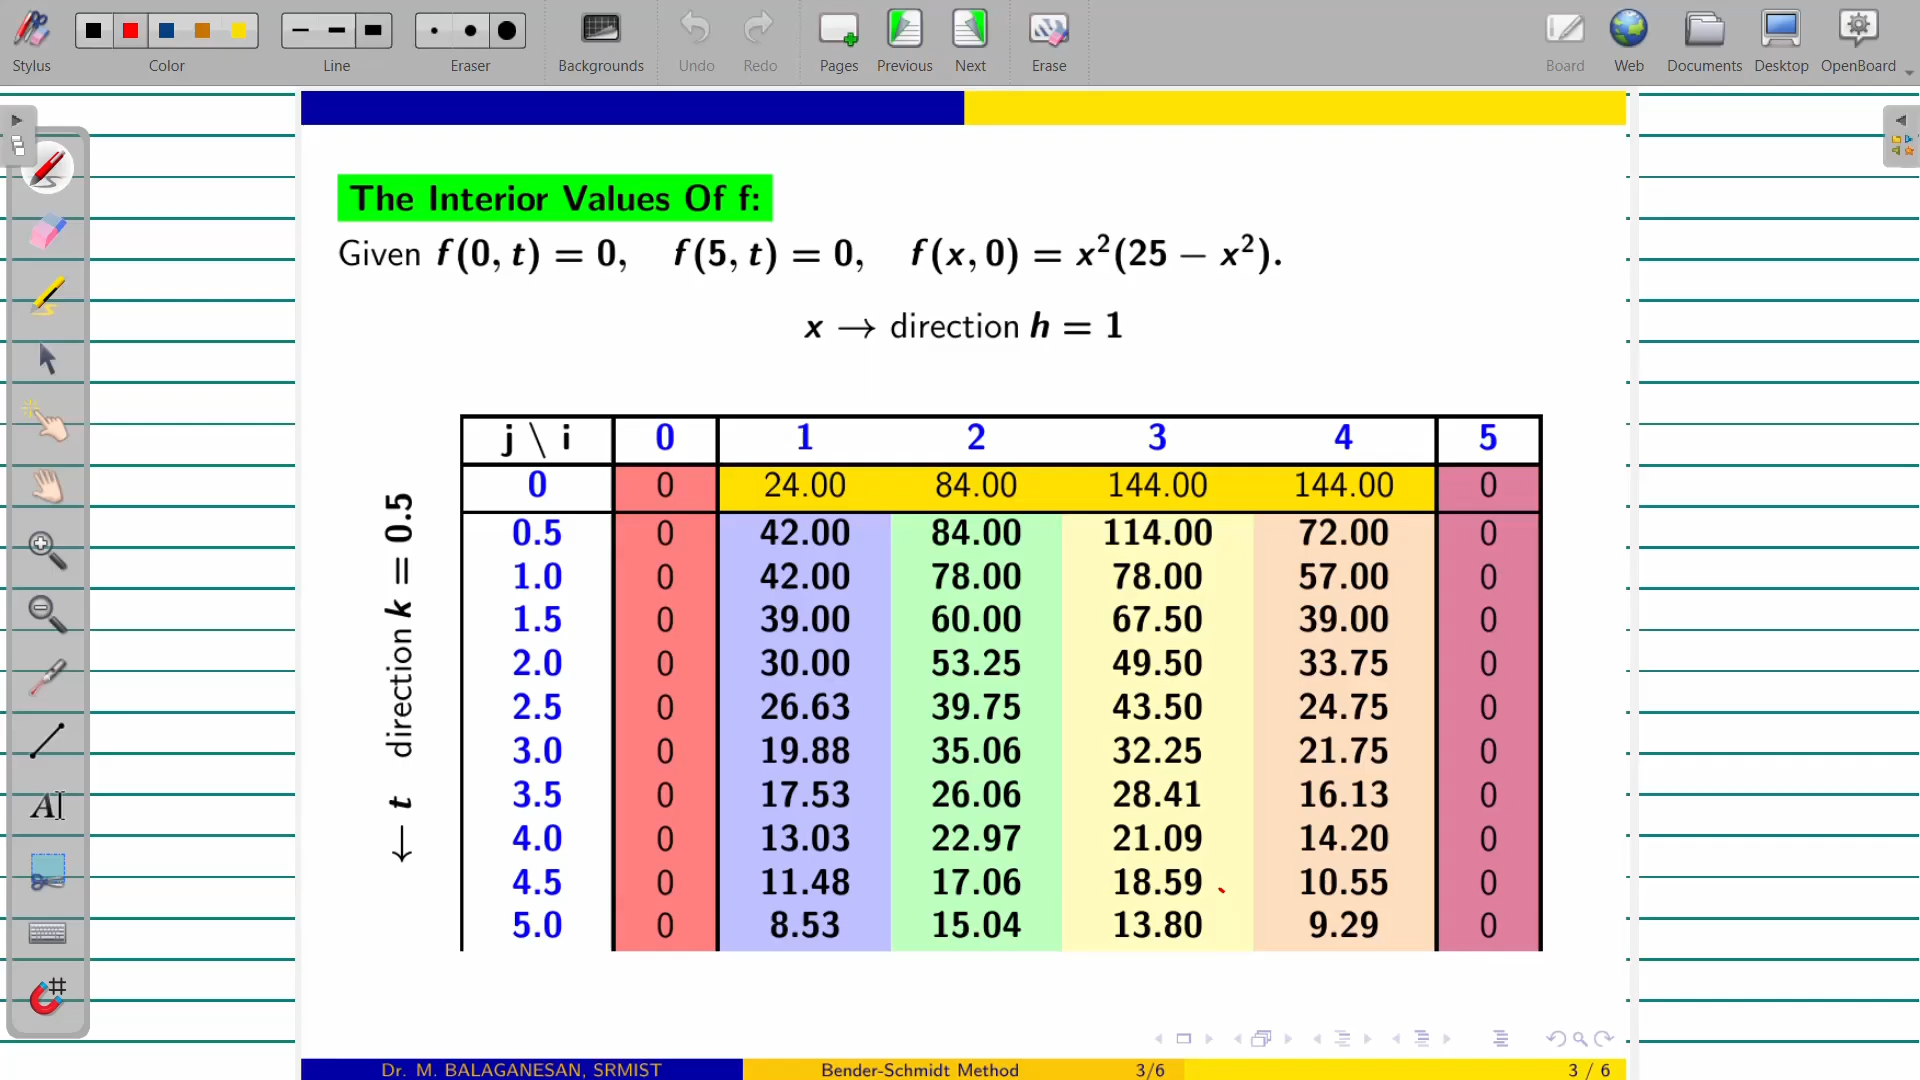 Stylus Color Line Eraser Backgrounds Undo Redo Pages Previous Next Erase Board Web Documents Desktop OpenBoard
The Interior Values Of f:
Given f(0, t) = 0, f(5, t) = 0, f(x, 0) = x²(25 − x²).
x → direction h = 1
← t direction k = 0.5
j \ i 0 1 2 3 4 5
0 0 24.00 84.00 144.00 144.00 0
0.5 0 42.00 84.00 114.00 72.00 0
1.0 0 42.00 78.00 78.00 57.00 0
1.5 0 39.00 60.00 67.50 39.00 0
2.0 0 30.00 53.25 49.50 33.75 0
2.5 0 26.63 39.75 43.50 24.75 0
3.0 0 19.88 35.06 32.25 21.75 0
3.5 0 17.53 26.06 28.41 16.13 0
4.0 0 13.03 22.97 21.09 14.20 0
4.5 0 11.48 17.06 18.59 10.55 0
5.0 0 8.53 15.04 13.80 9.29 0
Dr. M. BALAGANESAN, SRMIST Bender-Schmidt Method 3/6 3 / 6